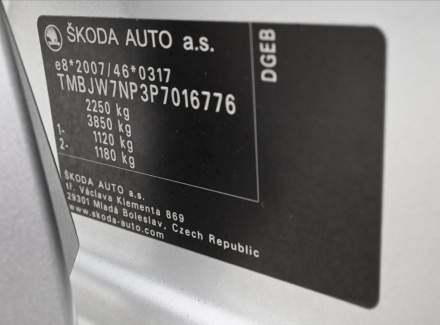 ŠKODA AUTO a.s.
DGEB
e8*2007/46*0317
TMBJW7NP3P7016776
2250 kg
3850 kg
1- 1120 kg
2- 1180 kg
ŠKODA AUTO a.s.
tř. Václava Klementa 869
29301 Mladá Boleslav, Czech Republic
www.skoda-auto.com